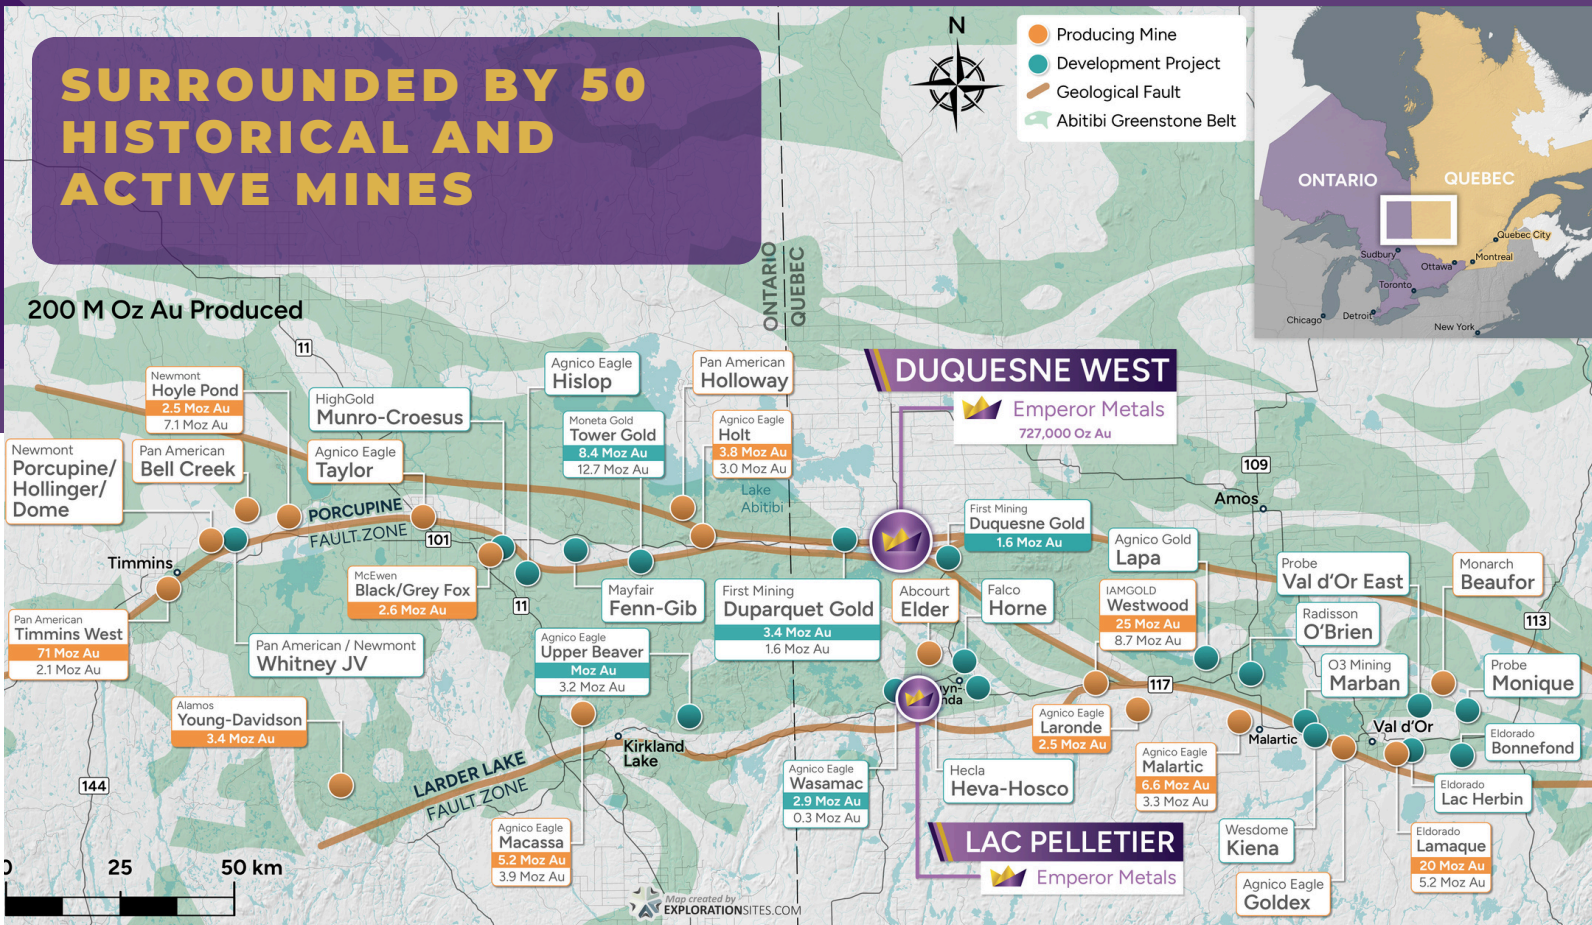 SURROUNDED BY 50
HISTORICAL AND
ACTIVE MINES
200 M Oz Au Produced
N
Producing Mine
Development Project
Geological Fault
Abitibi Greenstone Belt
ONTARIO
QUEBEC
Quebec City
Sudbury
Ottawa
Montreal
Toronto
Chicago
Detroit
New York
ONTARIO
QUEBEC
11
Newmont
Hoyle Pond
2.5 Moz Au
7.1 Moz Au
HighGold
Munro-Croesus
Agnico Eagle
Hislop
Pan American
Holloway
Moneta Gold
Tower Gold
8.4 Moz Au
12.7 Moz Au
Agnico Eagle
Holt
3.8 Moz Au
3.0 Moz Au
DUQUESNE WEST
Emperor Metals
727,000 Oz Au
Newmont
Porcupine/
Hollinger/
Dome
Pan American
Bell Creek
Agnico Eagle
Taylor
Lake
Abitibi
109
Amos
PORCUPINE
FAULT ZONE
101
First Mining
Duquesne Gold
1.6 Moz Au
Agnico Gold
Lapa
Timmins
McEwen
Black/Grey Fox
2.6 Moz Au
11
Mayfair
Fenn-Gib
First Mining
Duparquet Gold
3.4 Moz Au
1.6 Moz Au
Abcourt
Elder
Falco
Horne
IAMGOLD
Westwood
25 Moz Au
8.7 Moz Au
Probe
Val d'Or East
Monarch
Beaufor
Radisson
O'Brien
113
Pan American
Timmins West
71 Moz Au
2.1 Moz Au
Pan American / Newmont
Whitney JV
Agnico Eagle
Upper Beaver
Moz Au
3.2 Moz Au
O3 Mining
Marban
Probe
Monique
117
yn-
nda
Alamos
Young-Davidson
3.4 Moz Au
Agnico Eagle
Laronde
2.5 Moz Au
Malartic
Val d'Or
Eldorado
Bonnefond
Kirkland
Lake
144
LARDER LAKE
FAULT ZONE
Agnico Eagle
Wasamac
2.9 Moz Au
0.3 Moz Au
Hecla
Heva-Hosco
Agnico Eagle
Malartic
6.6 Moz Au
3.3 Moz Au
Eldorado
Lac Herbin
Agnico Eagle
Macassa
5.2 Moz Au
3.9 Moz Au
LAC PELLETIER
Emperor Metals
Wesdome
Kiena
Eldorado
Lamaque
20 Moz Au
5.2 Moz Au
Agnico Eagle
Goldex
0 25 50 km
Map created by
EXPLORATIONSITES.COM